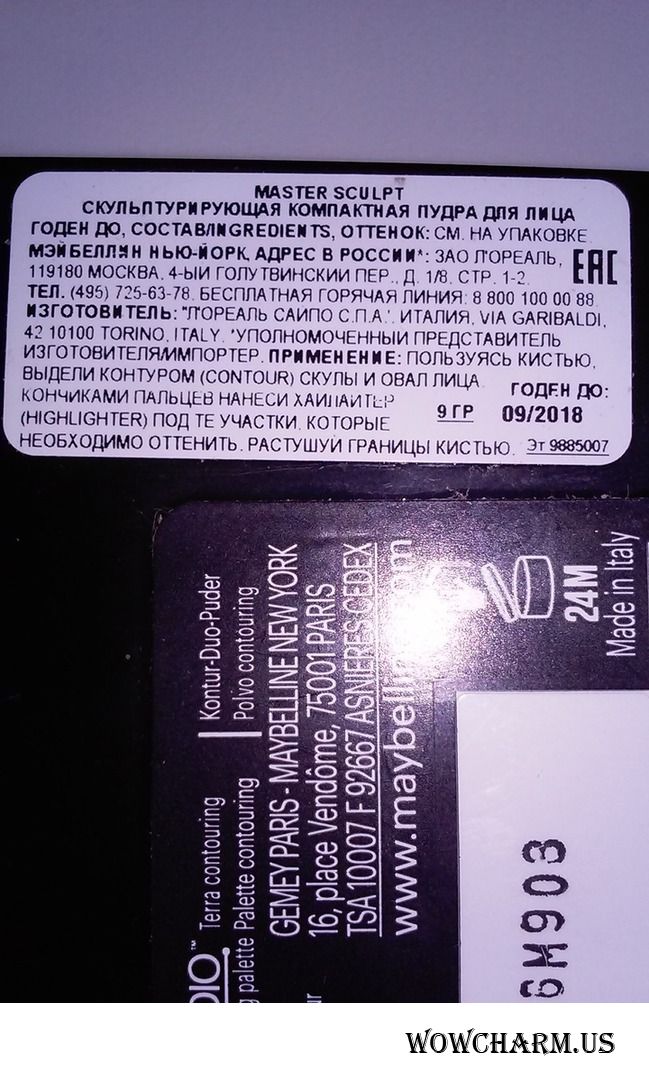 MASTER SCULPT
СКУЛЬПТУРИРУЮЩАЯ КОМПАКТНАЯ ПУДРА ДЛЯ ЛИЦА
ГОДЕН ДО, СОСТАВ/INGREDIENTS, ОТТЕНОК: СМ. НА УПАКОВКЕ
МЭЙБЕЛЛИН НЬЮ-ЙОРК, АДРЕС В РОССИИ*: ЗАО Л'ОРЕАЛЬ,
119180 МОСКВА, 4-ЫЙ ГОЛУТВИНСКИЙ ПЕР., Д. 1/8, СТР. 1-2.
EAC
ТЕЛ. (495) 725-63-78. БЕСПЛАТНАЯ ГОРЯЧАЯ ЛИНИЯ: 8 800 100 00 88.
ИЗГОТОВИТЕЛЬ: "Л'ОРЕАЛЬ САИПО С.П.А.", ИТАЛИЯ, VIA GARIBALDI,
42 10100 TORINO, ITALY. *УПОЛНОМОЧЕННЫЙ ПРЕДСТАВИТЕЛЬ
ИЗГОТОВИТЕЛЯ/ИМПОРТЕР. ПРИМЕНЕНИЕ: ПОЛЬЗУЯСЬ КИСТЬЮ,
ВЫДЕЛИ КОНТУРОМ (CONTOUR) СКУЛЫ И ОВАЛ ЛИЦА.
КОНЧИКАМИ ПАЛЬЦЕВ НАНЕСИ ХАЙЛАЙТЕР
(HIGHLIGHTER) ПОД ТЕ УЧАСТКИ, КОТОРЫЕ
НЕОБХОДИМО ОТТЕНИТЬ. РАСТУШУЙ ГРАНИЦЫ КИСТЬЮ.
9 ГР
ГОДЕН ДО:
09/2018
Эт 9885007
Terra contouring | Kontur-Duo-Puder
palette Palette contouring Polvo contouring
GEMEY PARIS - MAYBELLINE NEW YORK
16, place Vendôme, 75001 PARIS
TSA 10007 F 92667 ASNIERES CEDEX
www.maybelli om
24M
Made in Italy
6M903
WOWCHARM.US